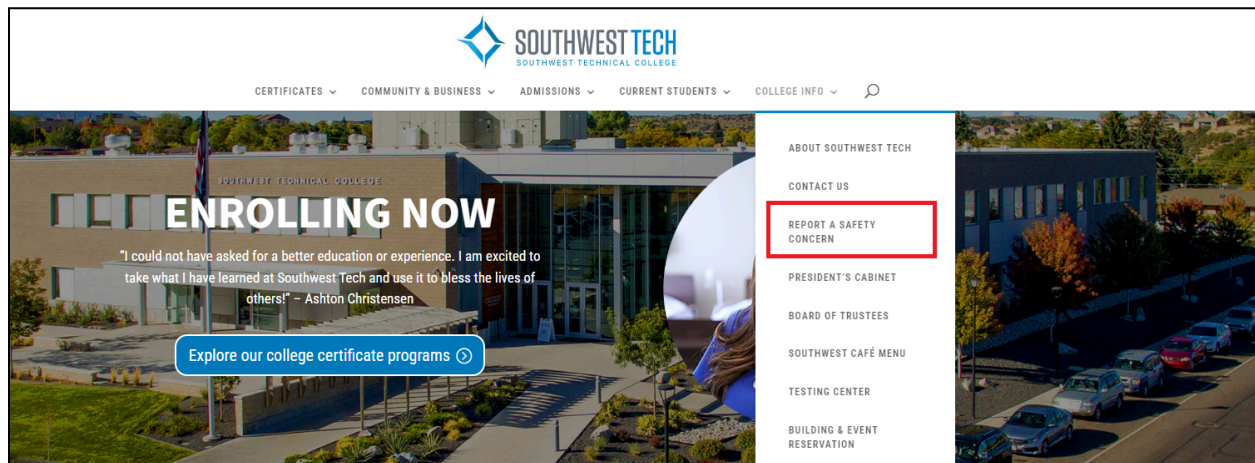 SOUTHWEST TECH
SOUTHWEST TECHNICAL COLLEGE
CERTIFICATES
COMMUNITY & BUSINESS
ADMISSIONS
CURRENT STUDENTS
COLLEGE INFO
SOUTHWEST TECHNICAL COLLEGE
ENROLLING NOW
"I could not have asked for a better education or experience. I am excited to
take what I have learned at Southwest Tech and use it to bless the lives of
others!" – Ashton Christensen
Explore our college certificate programs
ABOUT SOUTHWEST TECH
CONTACT US
REPORT A SAFETY
CONCERN
PRESIDENT'S CABINET
BOARD OF TRUSTEES
SOUTHWEST CAFÉ MENU
TESTING CENTER
BUILDING & EVENT
RESERVATION